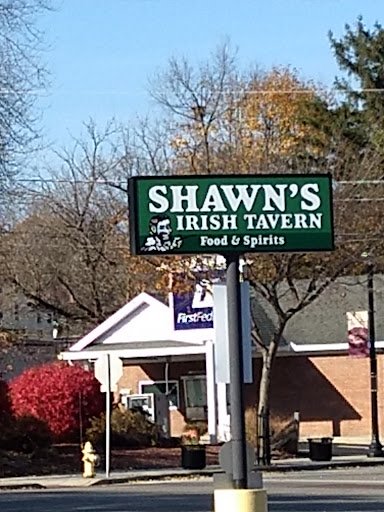 SHAWN'S
IRISH TAVERN
Food & Spirits
FirstFed